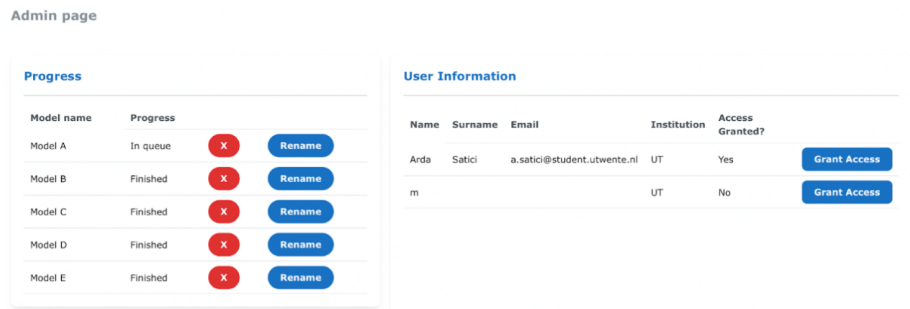 Admin page
Progress
Model name Progress
Model A In queue X Rename
Model B Finished X Rename
Model C Finished X Rename
Model D Finished X Rename
Model E Finished X Rename
User Information
Name Surname Email Institution Access Granted?
Arda Satici a.satici@student.utwente.nl UT Yes Grant Access
m UT No Grant Access